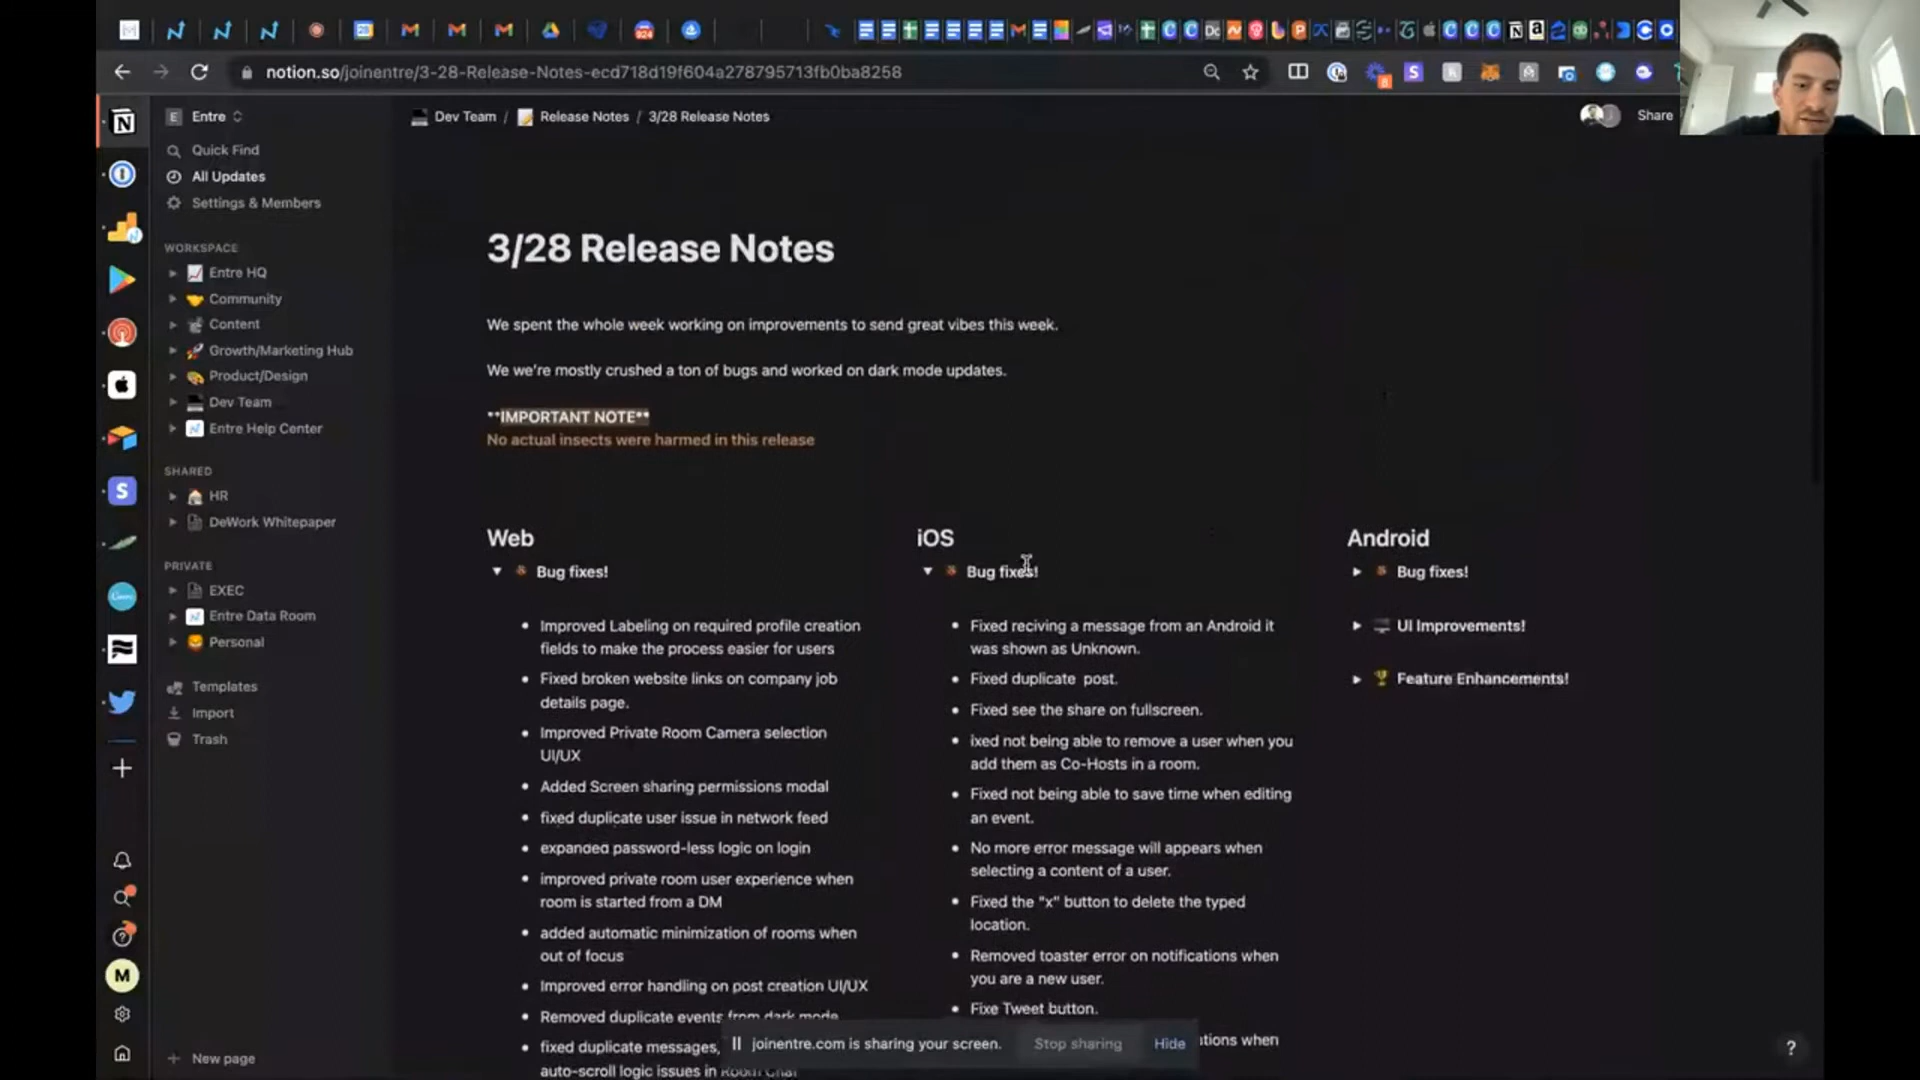 notion.so/joinentre/3-28-Release-Notes-ecd718d19f604a278795713fb0ba8258
Entre
Dev Team / Release Notes / 3/28 Release Notes
Share
Quick Find
All Updates
Settings & Members
WORKSPACE
Entre HQ
Community
Content
Growth/Marketing Hub
Product/Design
Dev Team
Entre Help Center
SHARED
HR
DeWork Whitepaper
PRIVATE
EXEC
Entre Data Room
Personal
Templates
Import
Trash
New page
3/28 Release Notes
We spent the whole week working on improvements to send great vibes this week.
We we're mostly crushed a ton of bugs and worked on dark mode updates.
**IMPORTANT NOTE**
No actual insects were harmed in this release
Web
Bug fixes!
Improved Labeling on required profile creation
fields to make the process easier for users
Fixed broken website links on company job
details page.
Improved Private Room Camera selection
UI/UX
Added Screen sharing permissions modal
fixed duplicate user issue in network feed
expanded password-less logic on login
improved private room user experience when
room is started from a DM
added automatic minimization of rooms when
out of focus
Improved error handling on post creation UI/UX
Removed duplicate events from dark mode
fixed duplicate messages,
auto-scroll logic issues in Room Chat
iOS
Bug fixes!
Fixed reciving a message from an Android it
was shown as Unknown.
Fixed duplicate post.
Fixed see the share on fullscreen.
ixed not being able to remove a user when you
add them as Co-Hosts in a room.
Fixed not being able to save time when editing
an event.
No more error message will appears when
selecting a content of a user.
Fixed the "x" button to delete the typed
location.
Removed toaster error on notifications when
you are a new user.
Fixe Tweet button.
ations when
Android
Bug fixes!
UI Improvements!
Feature Enhancements!
joinentre.com is sharing your screen.
Stop sharing
Hide